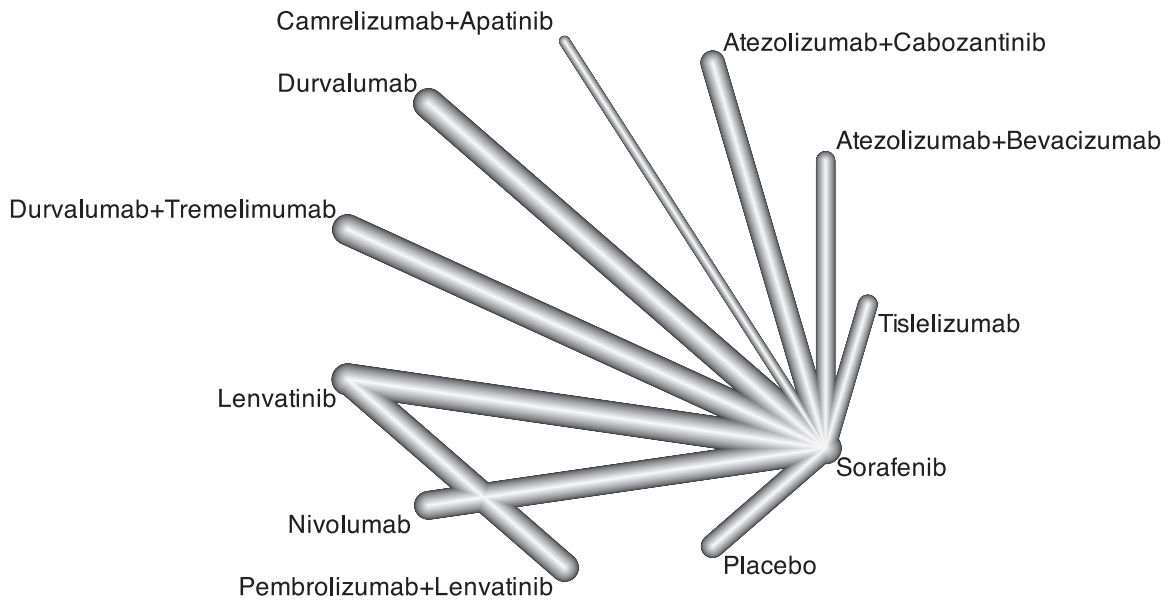 Camrelizumab+Apatinib
Atezolizumab+Cabozantinib
Durvalumab
Atezolizumab+Bevacizumab
Durvalumab+Tremelimumab
Tislelizumab
Lenvatinib
Sorafenib
Nivolumab
Placebo
Pembrolizumab+Lenvatinib